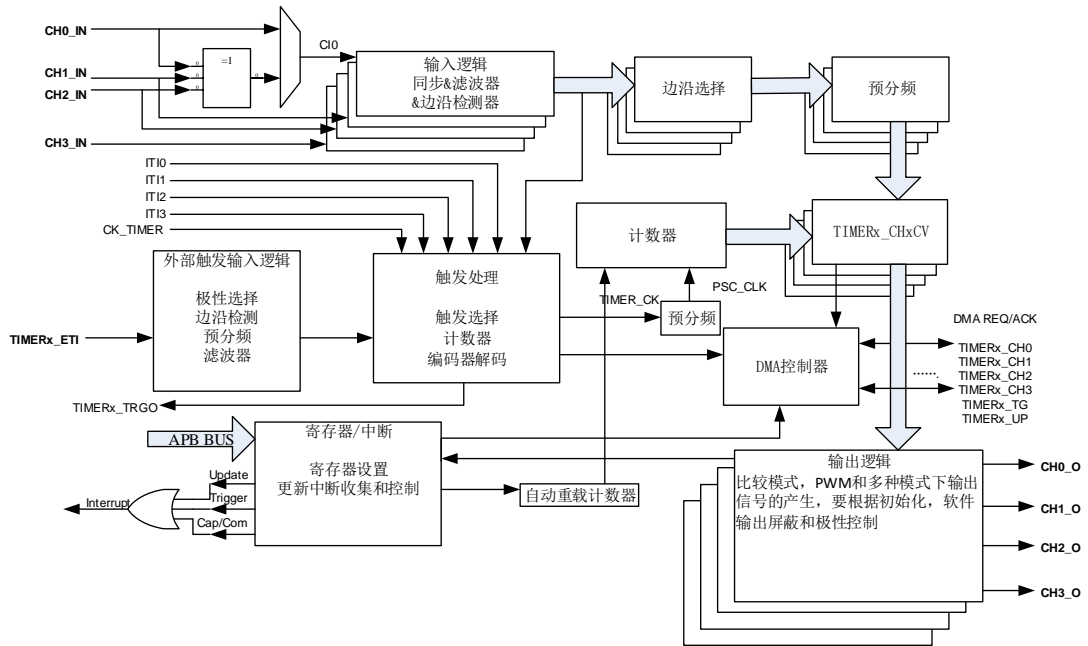 CH0_IN
CH1_IN
CH2_IN
CH3_IN
=1
CI0
输入逻辑
同步&滤波器
&边沿检测器
边沿选择
预分频
ITI0
ITI1
ITI2
ITI3
CK_TIMER
计数器
TIMERx_CHxCV
外部触发输入逻辑
极性选择
边沿检测
预分频
滤波器
TIMERx_ETI
触发处理
触发选择
计数器
编码器解码
TIMER_CK
PSC_CLK
预分频
DMA控制器
DMA REQ/ACK
TIMERx_CH0
TIMERx_CH1
TIMERx_CH2
TIMERx_CH3
TIMERx_TG
TIMERx_UP
…….
TIMERx_TRGO
APB BUS
寄存器/中断
寄存器设置
更新中断收集和控制
Update
Trigger
Cap/Com
Interrupt
自动重载计数器
输出逻辑
比较模式，PWM和多种模式下输出
信号的产生，要根据初始化，软件
输出屏蔽和极性控制
CH0_O
CH1_O
CH2_O
CH3_O